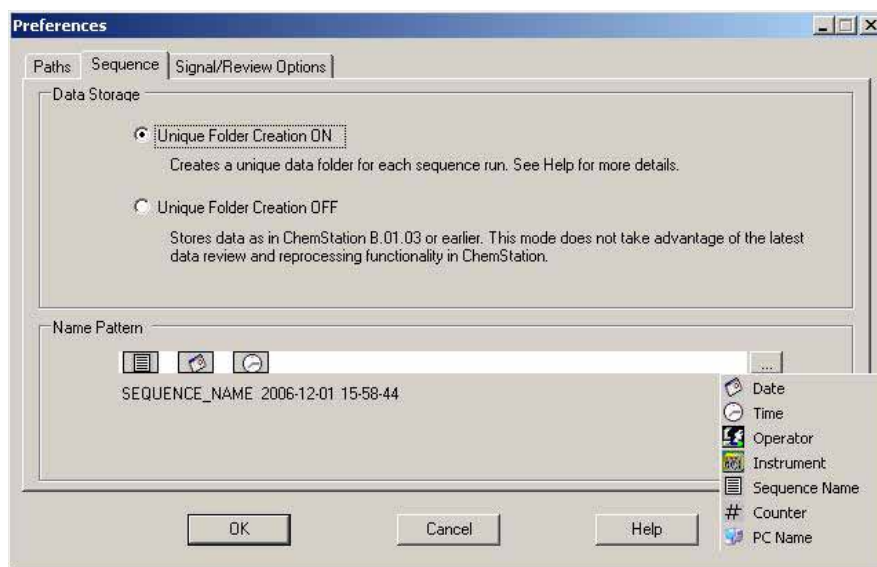 Preferences
Paths Sequence Signal/Review Options
Data Storage
Unique Folder Creation ON
Creates a unique data folder for each sequence run. See Help for more details.
Unique Folder Creation OFF
Stores data as in ChemStation B.01.03 or earlier. This mode does not take advantage of the latest
data review and reprocessing functionality in ChemStation.
Name Pattern
...
SEQUENCE_NAME 2006-12-01 15-58-44
Date
Time
Operator
Instrument
Sequence Name
# Counter
PC Name
OK Cancel Help